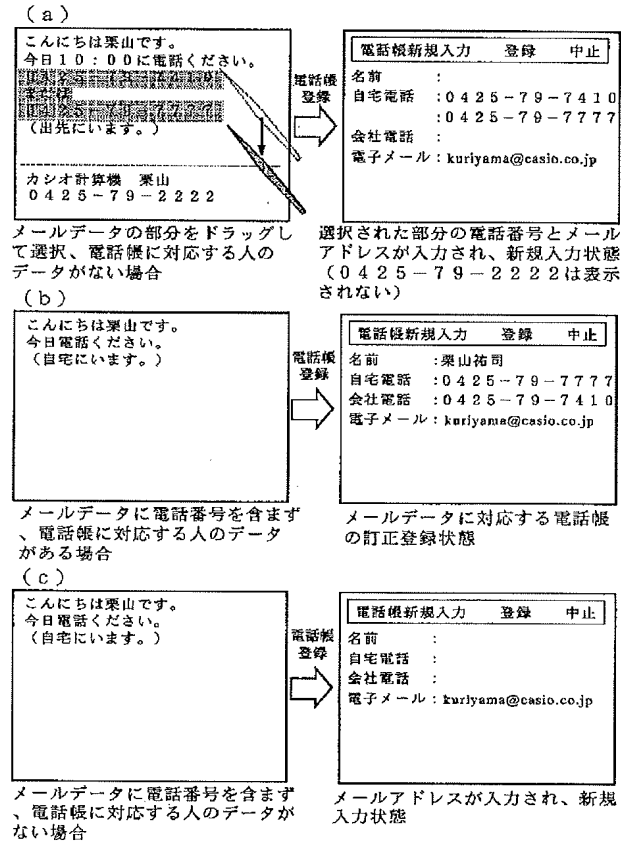 （a）
こんにちは栗山です。
今日10：00に電話ください。
（出先にいます。）
カシオ計算機　栗山
0425－79－2222
電話帳
登録
電話帳新規入力　登録　中止
名前　：
自宅電話　：0425－79－7410
：0425－79－7777
会社電話　：
電子メール：kuriyama@casio.co.jp
メールデータの部分をドラッグし
て選択、電話帳に対応する人の
データがない場合
選択された部分の電話番号とメール
アドレスが入力され、新規入力状態
（0425－79－2222は表示
されない）
（b）
こんにちは栗山です。
今日電話ください。
（自宅にいます。）
電話帳
登録
電話帳新規入力　登録　中止
名前　：栗山祐司
自宅電話　：0425－79－7777
会社電話　：0425－79－7410
電子メール：kuriyama@casio.co.jp
メールデータに電話番号を含まず
、電話帳に対応する人のデータ
がある場合
メールデータに対応する電話帳
の訂正登録状態
（c）
こんにちは栗山です。
今日電話ください。
（自宅にいます。）
電話帳
登録
電話帳新規入力　登録　中止
名前　：
自宅電話　：
会社電話　：
電子メール：kuriyama@casio.co.jp
メールデータに電話番号を含まず
、電話帳に対応する人のデータが
ない場合
メールアドレスが入力され、新規
入力状態